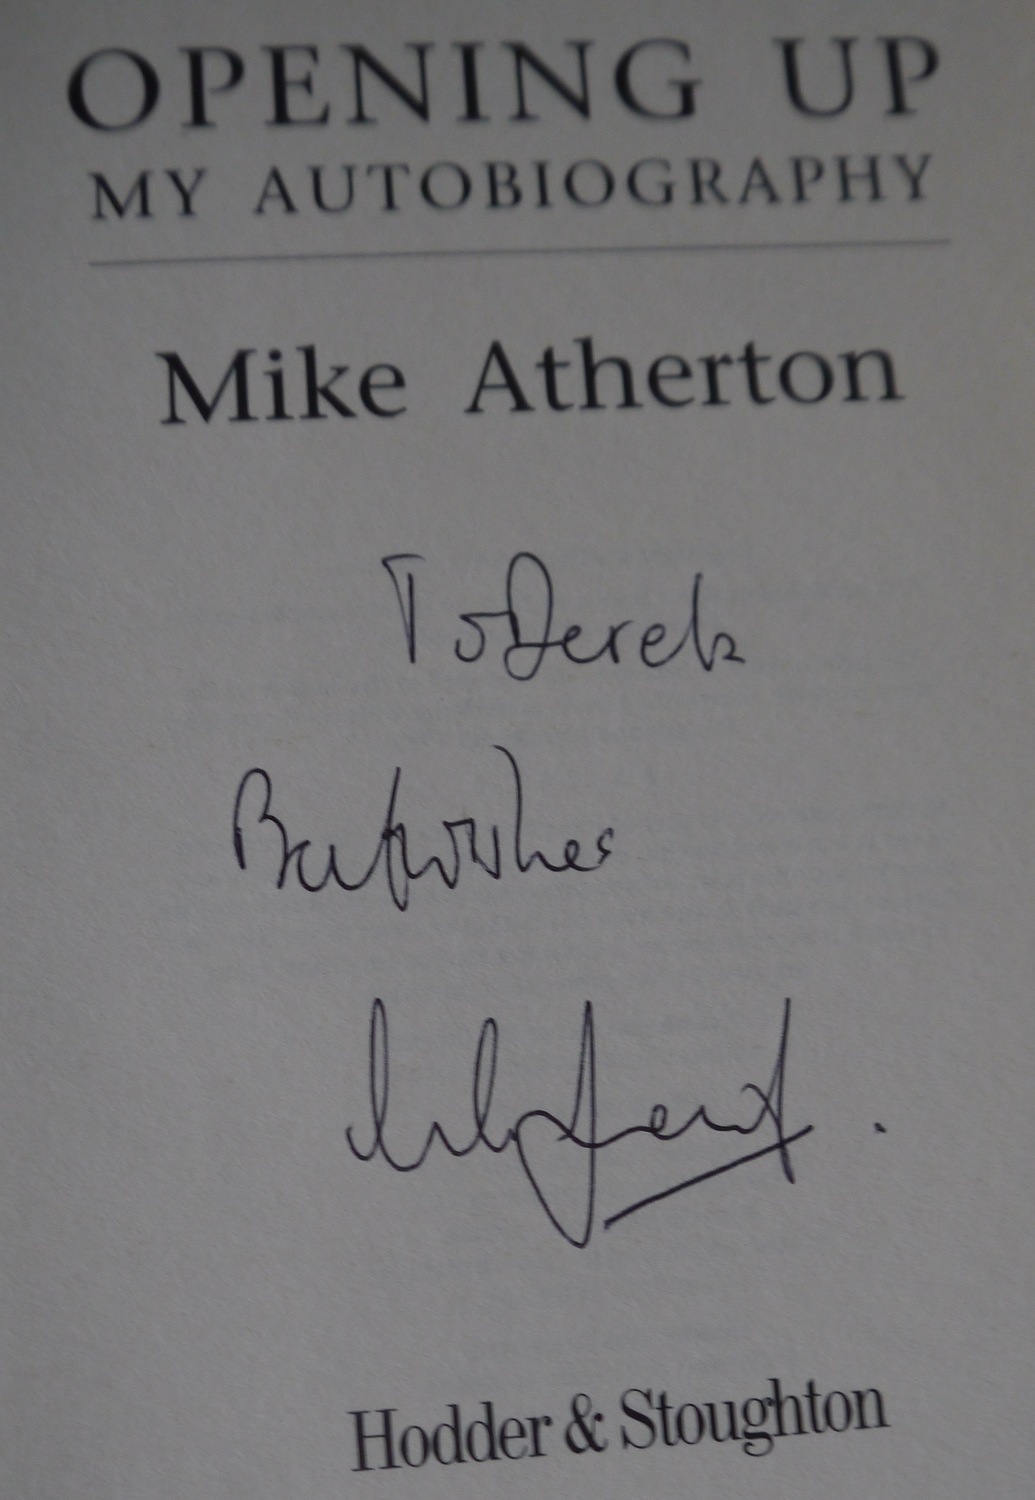 OPENING UP
MY AUTOBIOGRAPHY
Mike Atherton
To Derek
Best wishes
Hodder & Stoughton